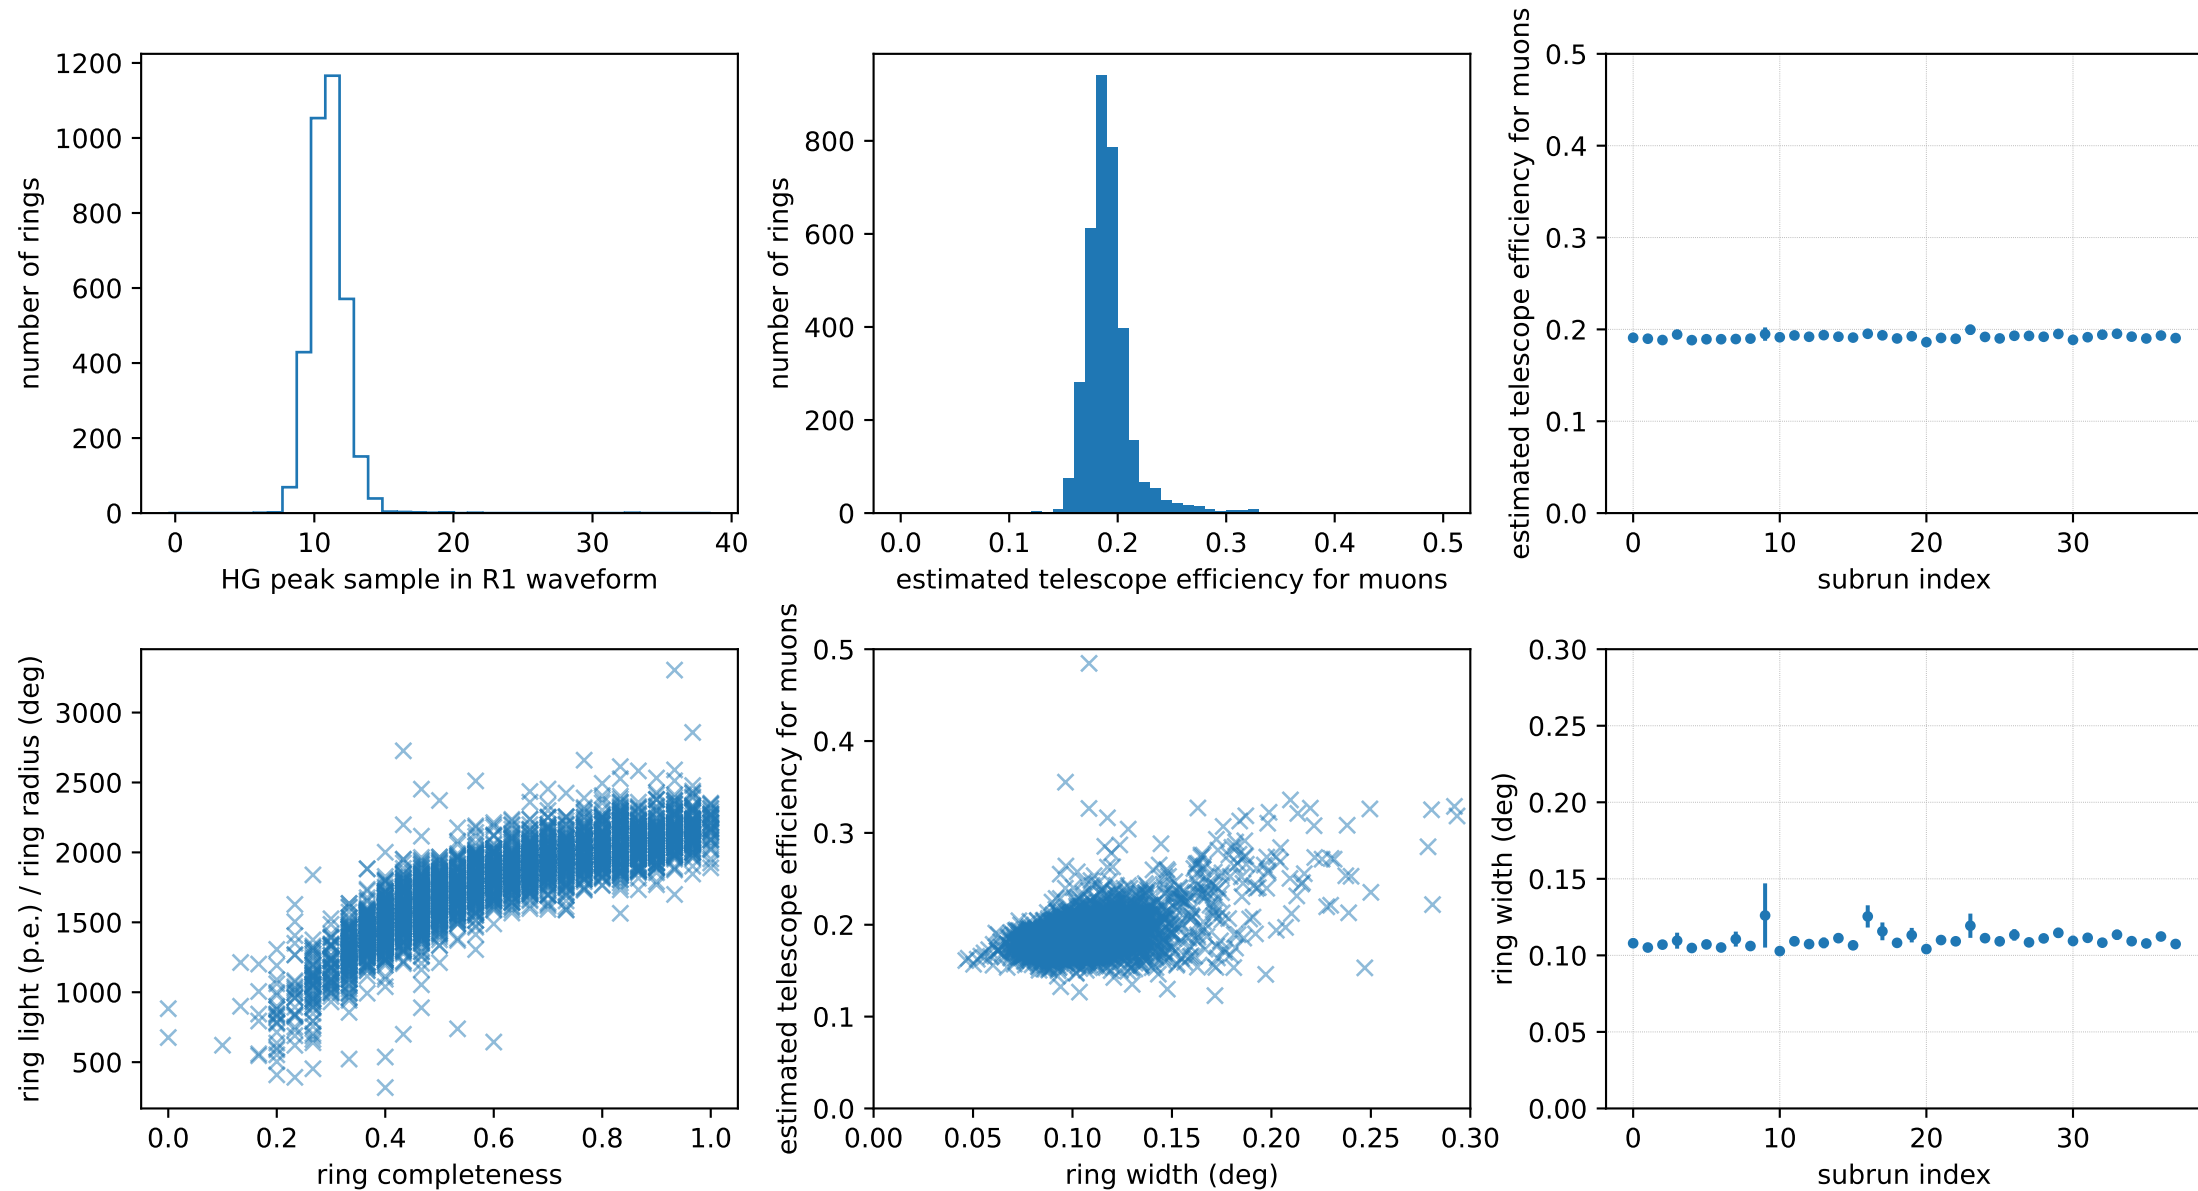 1200
1000
800
600
400
200
0
number of rings
0 10 20 30 40
HG peak sample in R1 waveform
800
600
400
200
0
number of rings
0.0 0.1 0.2 0.3 0.4 0.5
estimated telescope efficiency for muons
0.5
0.4
0.3
0.2
0.1
0.0
estimated telescope efficiency for muons
0 10 20 30
subrun index
3000
2500
2000
1500
1000
500
ring light (p.e.) / ring radius (deg)
0.0 0.2 0.4 0.6 0.8 1.0
ring completeness
0.5
0.4
0.3
0.2
0.1
0.0
estimated telescope efficiency for muons
0.00 0.05 0.10 0.15 0.20 0.25 0.30
ring width (deg)
0.30
0.25
0.20
0.15
0.10
0.05
0.00
ring width (deg)
0 10 20 30
subrun index